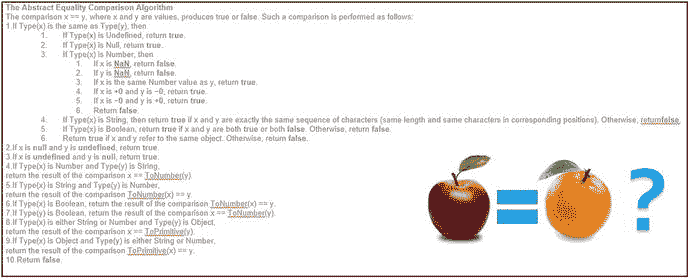 The Abstract Equality Comparison Algorithm
The comparison x == y, where x and y are values, produces true or false. Such a comparison is performed as follows:
1.If Type(x) is the same as Type(y), then
1. If Type(x) is Undefined, return true.
2. If Type(x) is Null, return true.
3. If Type(x) is Number, then
1. If x is NaN, return false.
2. If y is NaN, return false.
3. If x is the same Number value as y, return true.
4. If x is +0 and y is −0, return true.
5. If x is −0 and y is +0, return true.
6. Return false.
4. If Type(x) is String, then return true if x and y are exactly the same sequence of characters (same length and same characters in corresponding positions). Otherwise, returnfalse.
5. If Type(x) is Boolean, return true if x and y are both true or both false. Otherwise, return false.
6. Return true if x and y refer to the same object. Otherwise, return false.
2.If x is null and y is undefined, return true.
3.If x is undefined and y is null, return true.
4.If Type(x) is Number and Type(y) is String,
return the result of the comparison x == ToNumber(y).
5.If Type(x) is String and Type(y) is Number,
return the result of the comparison ToNumber(x) == y.
6.If Type(x) is Boolean, return the result of the comparison ToNumber(x) == y.
7.If Type(y) is Boolean, return the result of the comparison x == ToNumber(y).
8.If Type(x) is either String or Number and Type(y) is Object,
return the result of the comparison x == ToPrimitive(y).
9.If Type(x) is Object and Type(y) is either String or Number,
return the result of the comparison ToPrimitive(x) == y.
10.Return false.
= ?